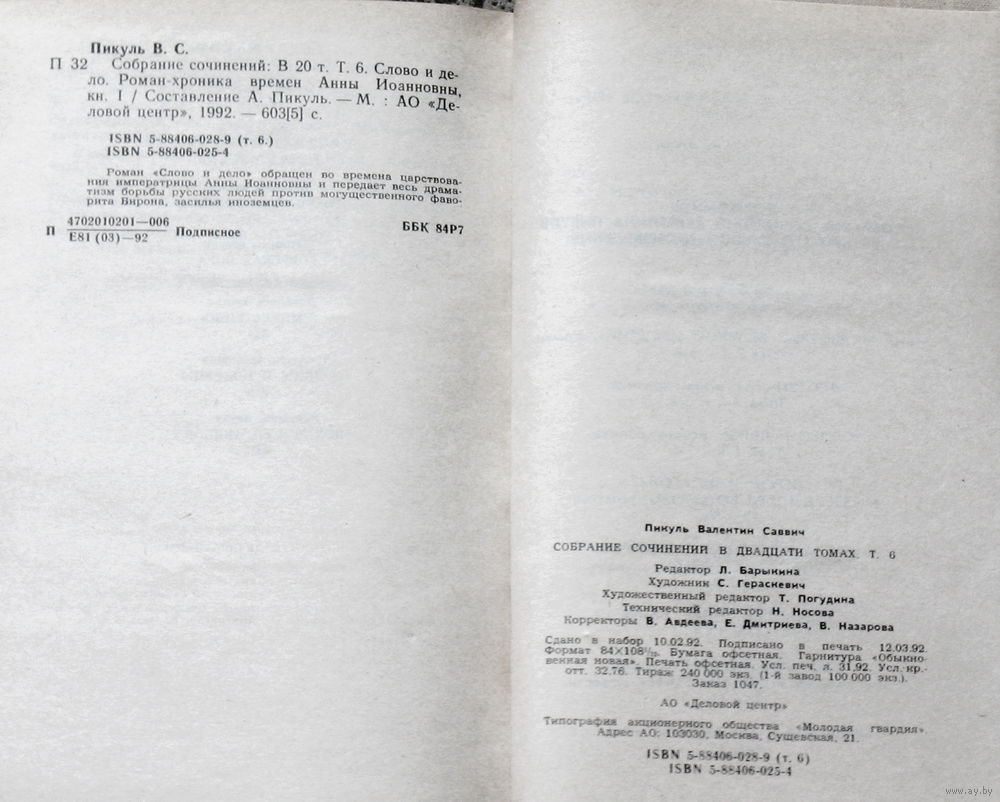 Пикуль В. С.
П 32 Собрание сочинений: В 20 т. Т. 6. Слово и де-
ло. Роман-хроника времен Анны Иоанновны,
кн. I / Составление А. Пикуль. — М. : АО «Де-
ловой центр», 1992. — 603[5] с.
ISBN 5-88406-028-9 (т. 6.)
ISBN 5-88406-025-4
Роман «Слово и дело» обращен во времена царствова-
ния императрицы Анны Иоанновны и передает весь драма-
тизм борьбы русских людей против могущественного фаво-
рита Бирона, засилья иноземцев.
П 4702010201—006
Е81 (03)—92 Подписное
ББК 84Р7
Пикуль Валентин Саввич
СОБРАНИЕ СОЧИНЕНИЙ В ДВАДЦАТИ ТОМАХ. Т. 6
Редактор Л. Барыкина
Художник С. Гераскевич
Художественный редактор Т. Погудина
Технический редактор Н. Носова
Корректоры В. Авдеева, Е. Дмитриева, В. Назарова
Сдано в набор 10.02.92. Подписано в печать 12.03.92.
Формат 84×108¹/₃₂. Бумага офсетная. Гарнитура «Обыкно-
венная новая». Печать офсетная. Усл. печ. л. 31,92. Усл. кр.-
отт. 32,76. Тираж 240 000 экз. (1-й завод 100 000 экз.).
Заказ 1047.
АО «Деловой центр»
Типография акционерного общества «Молодая гвардия».
Адрес АО: 103030, Москва, Сущевская, 21.
ISBN 5-88406-028-9 (т. 6)
ISBN 5-88406-025-4
© www.ay.by